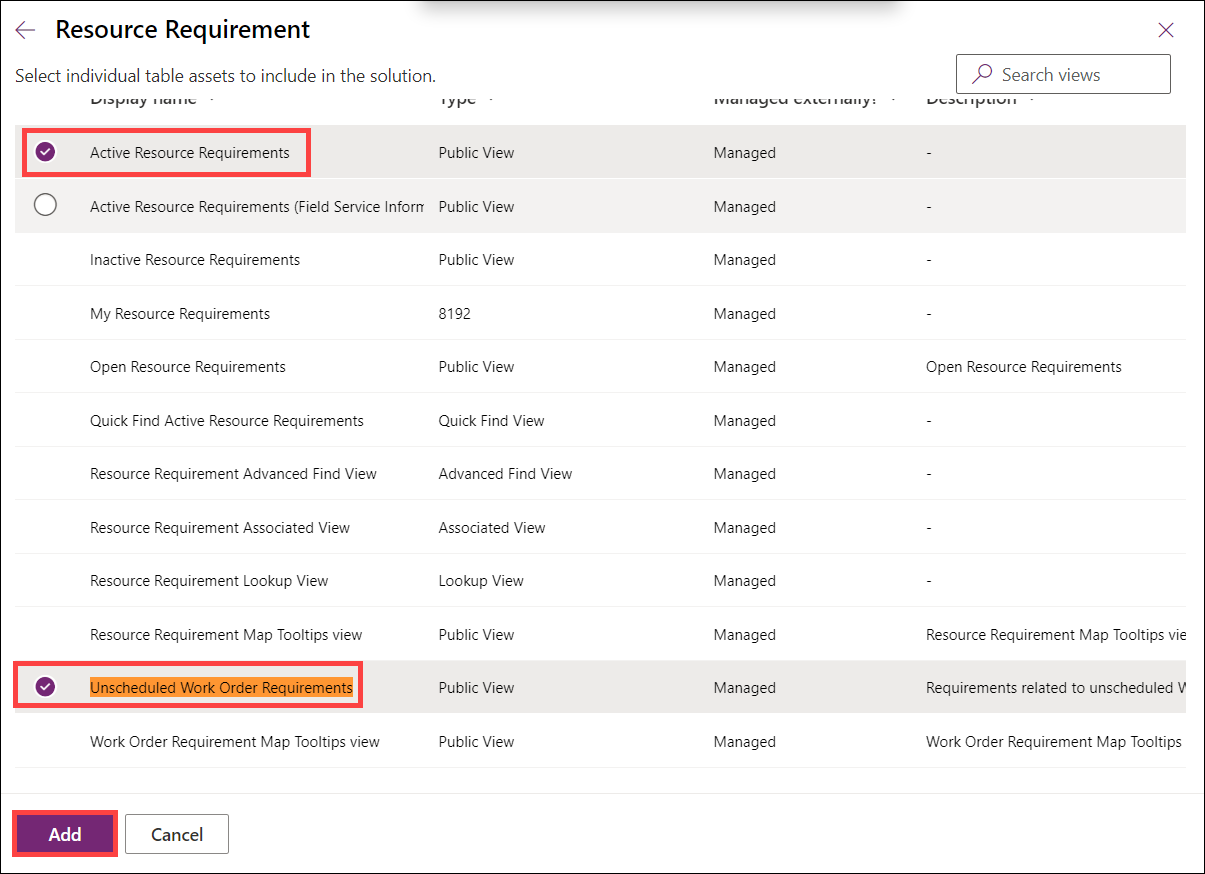 Resource Requirement
Select individual table assets to include in the solution.
Search views
Display name Type Managed externally? Description
Active Resource Requirements Public View Managed -
Active Resource Requirements (Field Service Inform Public View Managed -
Inactive Resource Requirements Public View Managed -
My Resource Requirements 8192 Managed -
Open Resource Requirements Public View Managed Open Resource Requirements
Quick Find Active Resource Requirements Quick Find View Managed -
Resource Requirement Advanced Find View Advanced Find View Managed -
Resource Requirement Associated View Associated View Managed -
Resource Requirement Lookup View Lookup View Managed -
Resource Requirement Map Tooltips view Public View Managed Resource Requirement Map Tooltips vie
Unscheduled Work Order Requirements Public View Managed Requirements related to unscheduled W
Work Order Requirement Map Tooltips view Public View Managed Work Order Requirement Map Tooltips
Add Cancel